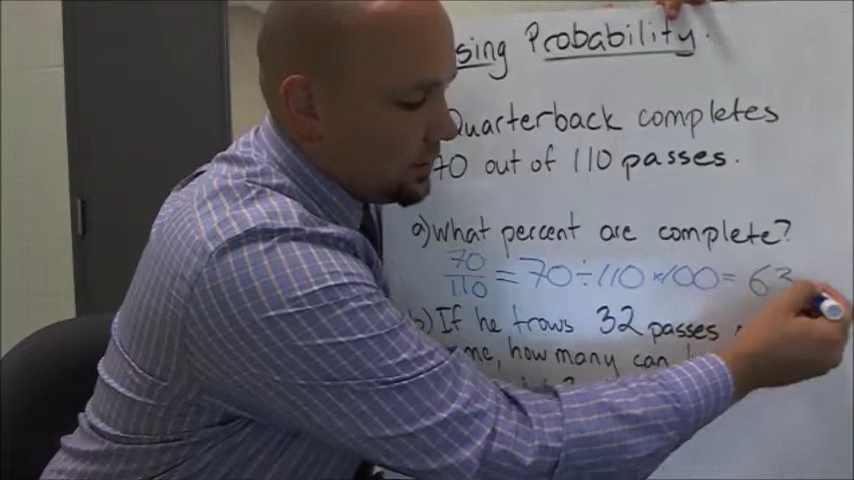 sing Probability.
Quarterback completes
70 out of 110 passes.
a) What percent are complete?
70/110 = 70÷110×100= 63
b) If he trows 32 passes
how many can